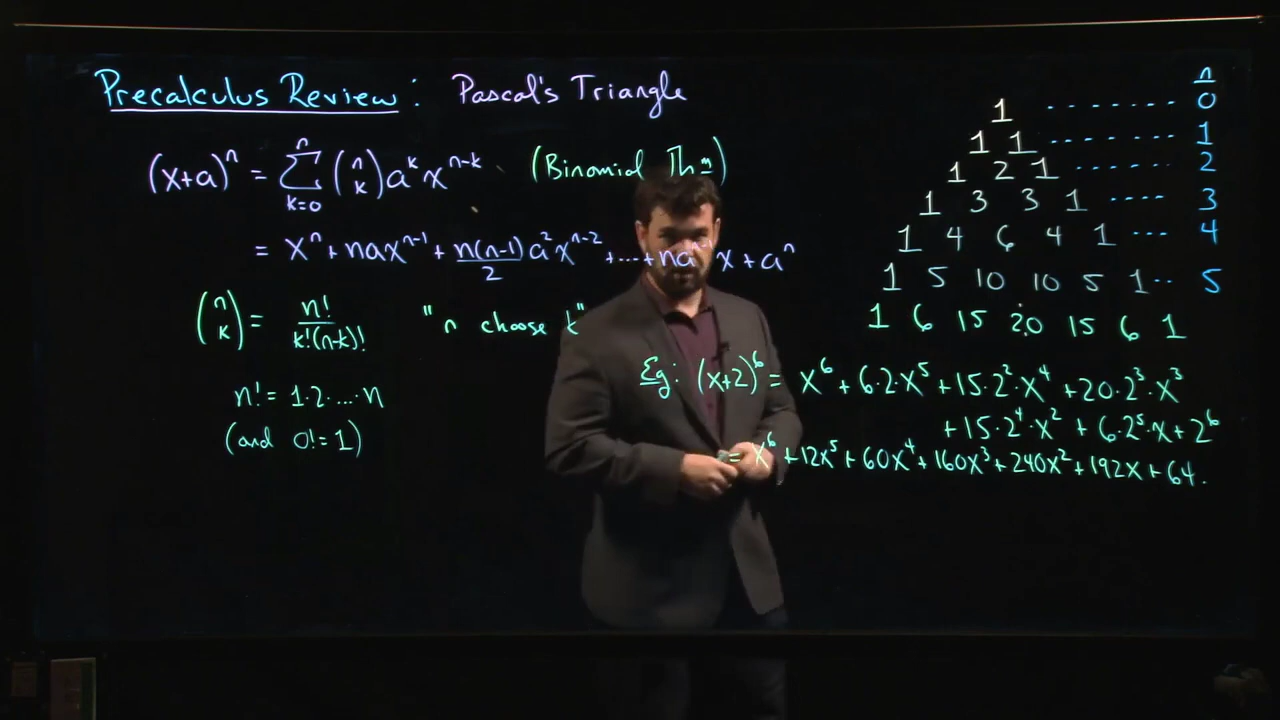 Precalculus Review: Pascal's Triangle
(x+a)^n = ∑_{k=0}^{n} (n k) a^k x^{n-k} (Binomial Thm)
= x^n + nax^{n-1} + n(n-1)/2 a^2 x^{n-2} + ... + na^{n-1} x + a^n
(n k) = n!/k!(n-k)! "n choose k"
n! = 1·2·...·n
(and 0! = 1)
n
1 ········ 0
1 1 ······· 1
1 2 1 ······ 2
1 3 3 1 ···· 3
1 4 6 4 1 ··· 4
1 5 10 10 5 1 ·· 5
1 6 15 20 15 6 1
Eg: (x+2)^6 = x^6 + 6·2·x^5 + 15·2^2·x^4 + 20·2^3·x^3
+ 15·2^4·x^2 + 6·2^5·x + 2^6
= x^6 + 12x^5 + 60x^4 + 160x^3 + 240x^2 + 192x + 64.